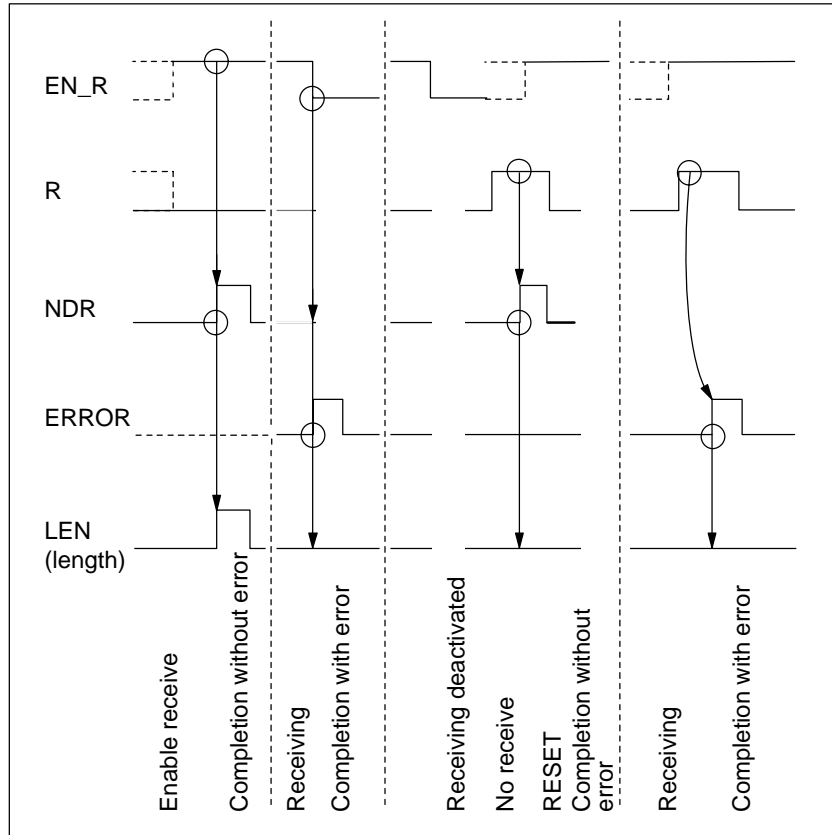 EN_R
R
NDR
ERROR
LEN
(length)
Enable receive
Completion without error
Receiving
Completion with error
Receiving deactivated
No receive
RESET
Completion without
error
Receiving
Completion with error